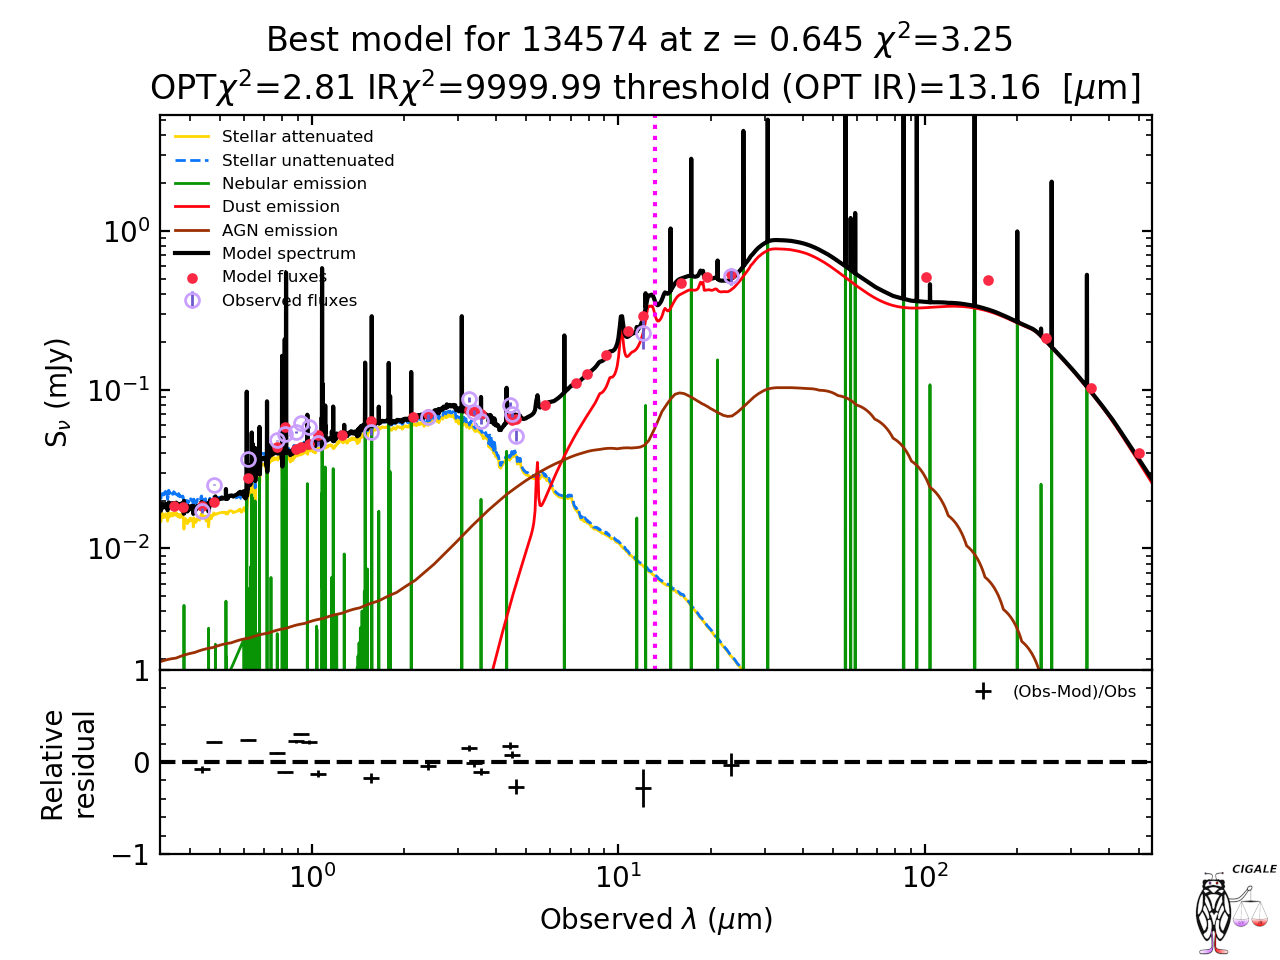 Best model for 134574 at z = 0.645 χ²=3.25
OPTχ²=2.81 IRχ²=9999.99 threshold (OPT IR)=13.16 [μm]
Stellar attenuated
Stellar unattenuated
Nebular emission
Dust emission
AGN emission
Model spectrum
Model fluxes
Observed fluxes
10⁰
10⁻¹
10⁻²
Sν (mJy)
1
0
−1
Relative
residual
(Obs-Mod)/Obs
10⁰ 10¹ 10²
Observed λ (μm)
CIGALE